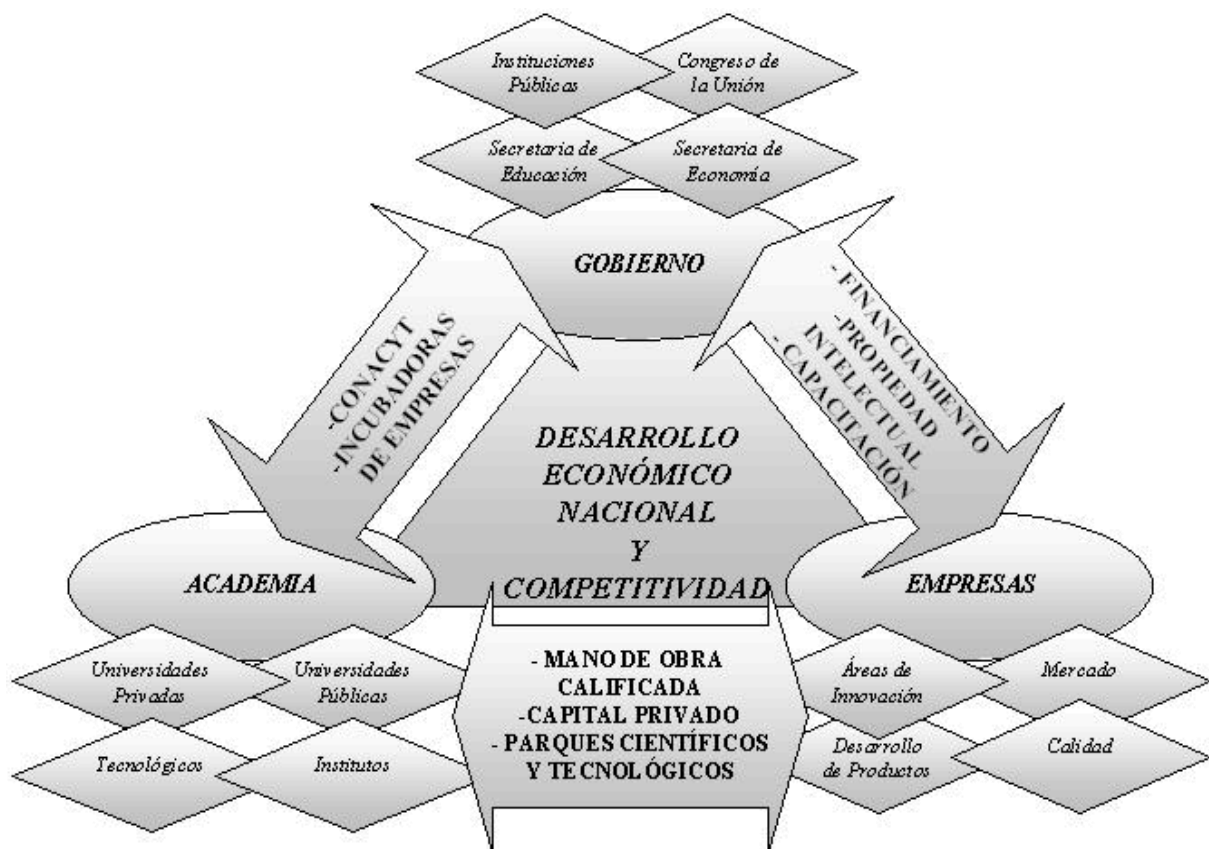 Instituciones
Públicas
Congreso de
la Unión
Secretaria de
Educación
Secretaria de
Economía
GOBIERNO
-CONACYT
-INCUBADORAS
DE EMPRESAS
- FINANCIAMIENTO
-PROPIEDAD
INTELECTUAL
- CAPACITACIÓN
DESARROLLO
ECONÓMICO
NACIONAL
Y
COMPETITIVIDAD
ACADEMIA
EMPRESAS
Universidades
Privadas
Universidades
Públicas
Tecnológicos
Institutos
- MANO DE OBRA
CALIFICADA
-CAPITAL PRIVADO
- PARQUES CIENTÍFICOS
Y TECNOLÓGICOS
Áreas de
Innovación
Mercado
Desarrollo
de Productos
Calidad